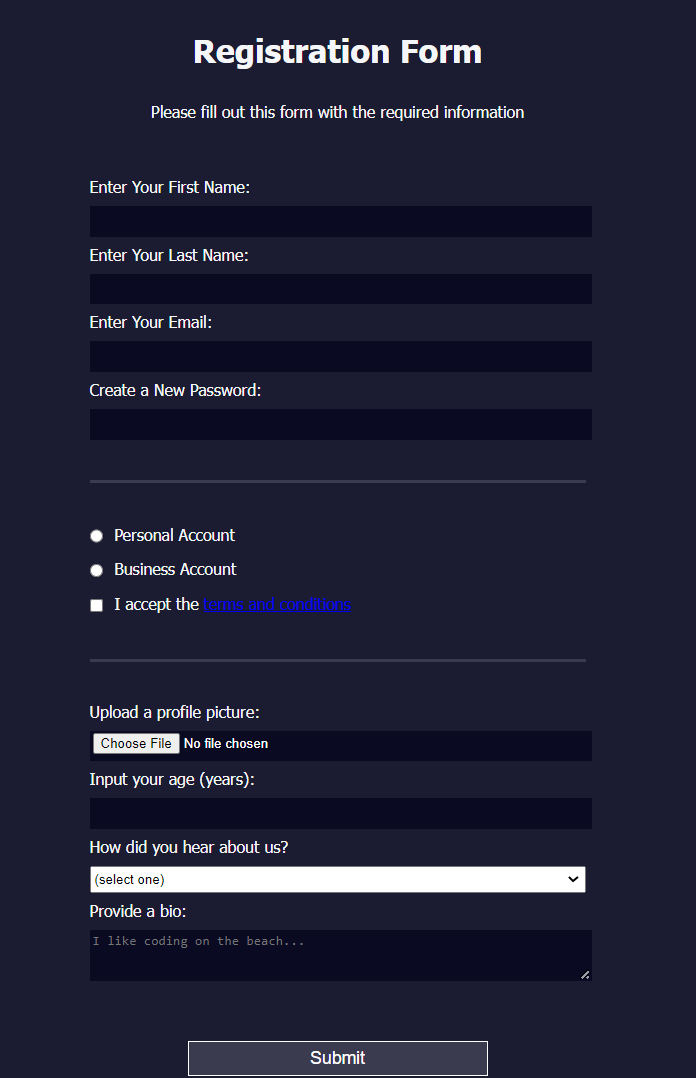 Registration Form
Please fill out this form with the required information
Enter Your First Name:
Enter Your Last Name:
Enter Your Email:
Create a New Password:
Personal Account
Business Account
I accept the terms and conditions
Upload a profile picture:
Choose File No file chosen
Input your age (years):
How did you hear about us?
(select one)
Provide a bio:
I like coding on the beach...
Submit